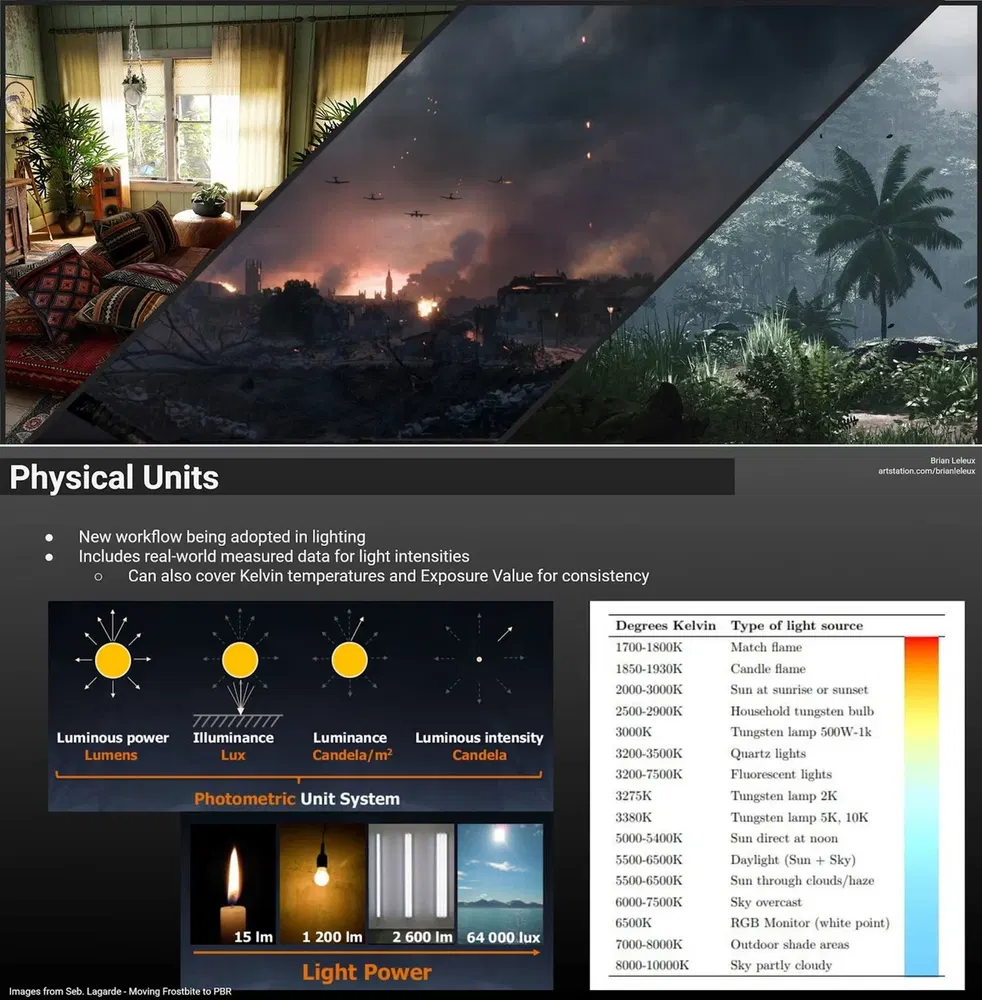 Brian Leleux
artstation.com/brianleleux
Physical Units
● New workflow being adopted in lighting
● Includes real-world measured data for light intensities
○ Can also cover Kelvin temperatures and Exposure Value for consistency
Luminous power Illuminance Luminance Luminous intensity
Lumens Lux Candela/m² Candela
Photometric Unit System
15 lm 1 200 lm 2 600 lm 64 000 lux
Light Power
Degrees Kelvin Type of light source
1700-1800K Match flame
1850-1930K Candle flame
2000-3000K Sun at sunrise or sunset
2500-2900K Household tungsten bulb
3000K Tungsten lamp 500W-1k
3200-3500K Quartz lights
3200-7500K Fluorescent lights
3275K Tungsten lamp 2K
3380K Tungsten lamp 5K, 10K
5000-5400K Sun direct at noon
5500-6500K Daylight (Sun + Sky)
5500-6500K Sun through clouds/haze
6000-7500K Sky overcast
6500K RGB Monitor (white point)
7000-8000K Outdoor shade areas
8000-10000K Sky partly cloudy
Images from Seb. Lagarde - Moving Frostbite to PBR